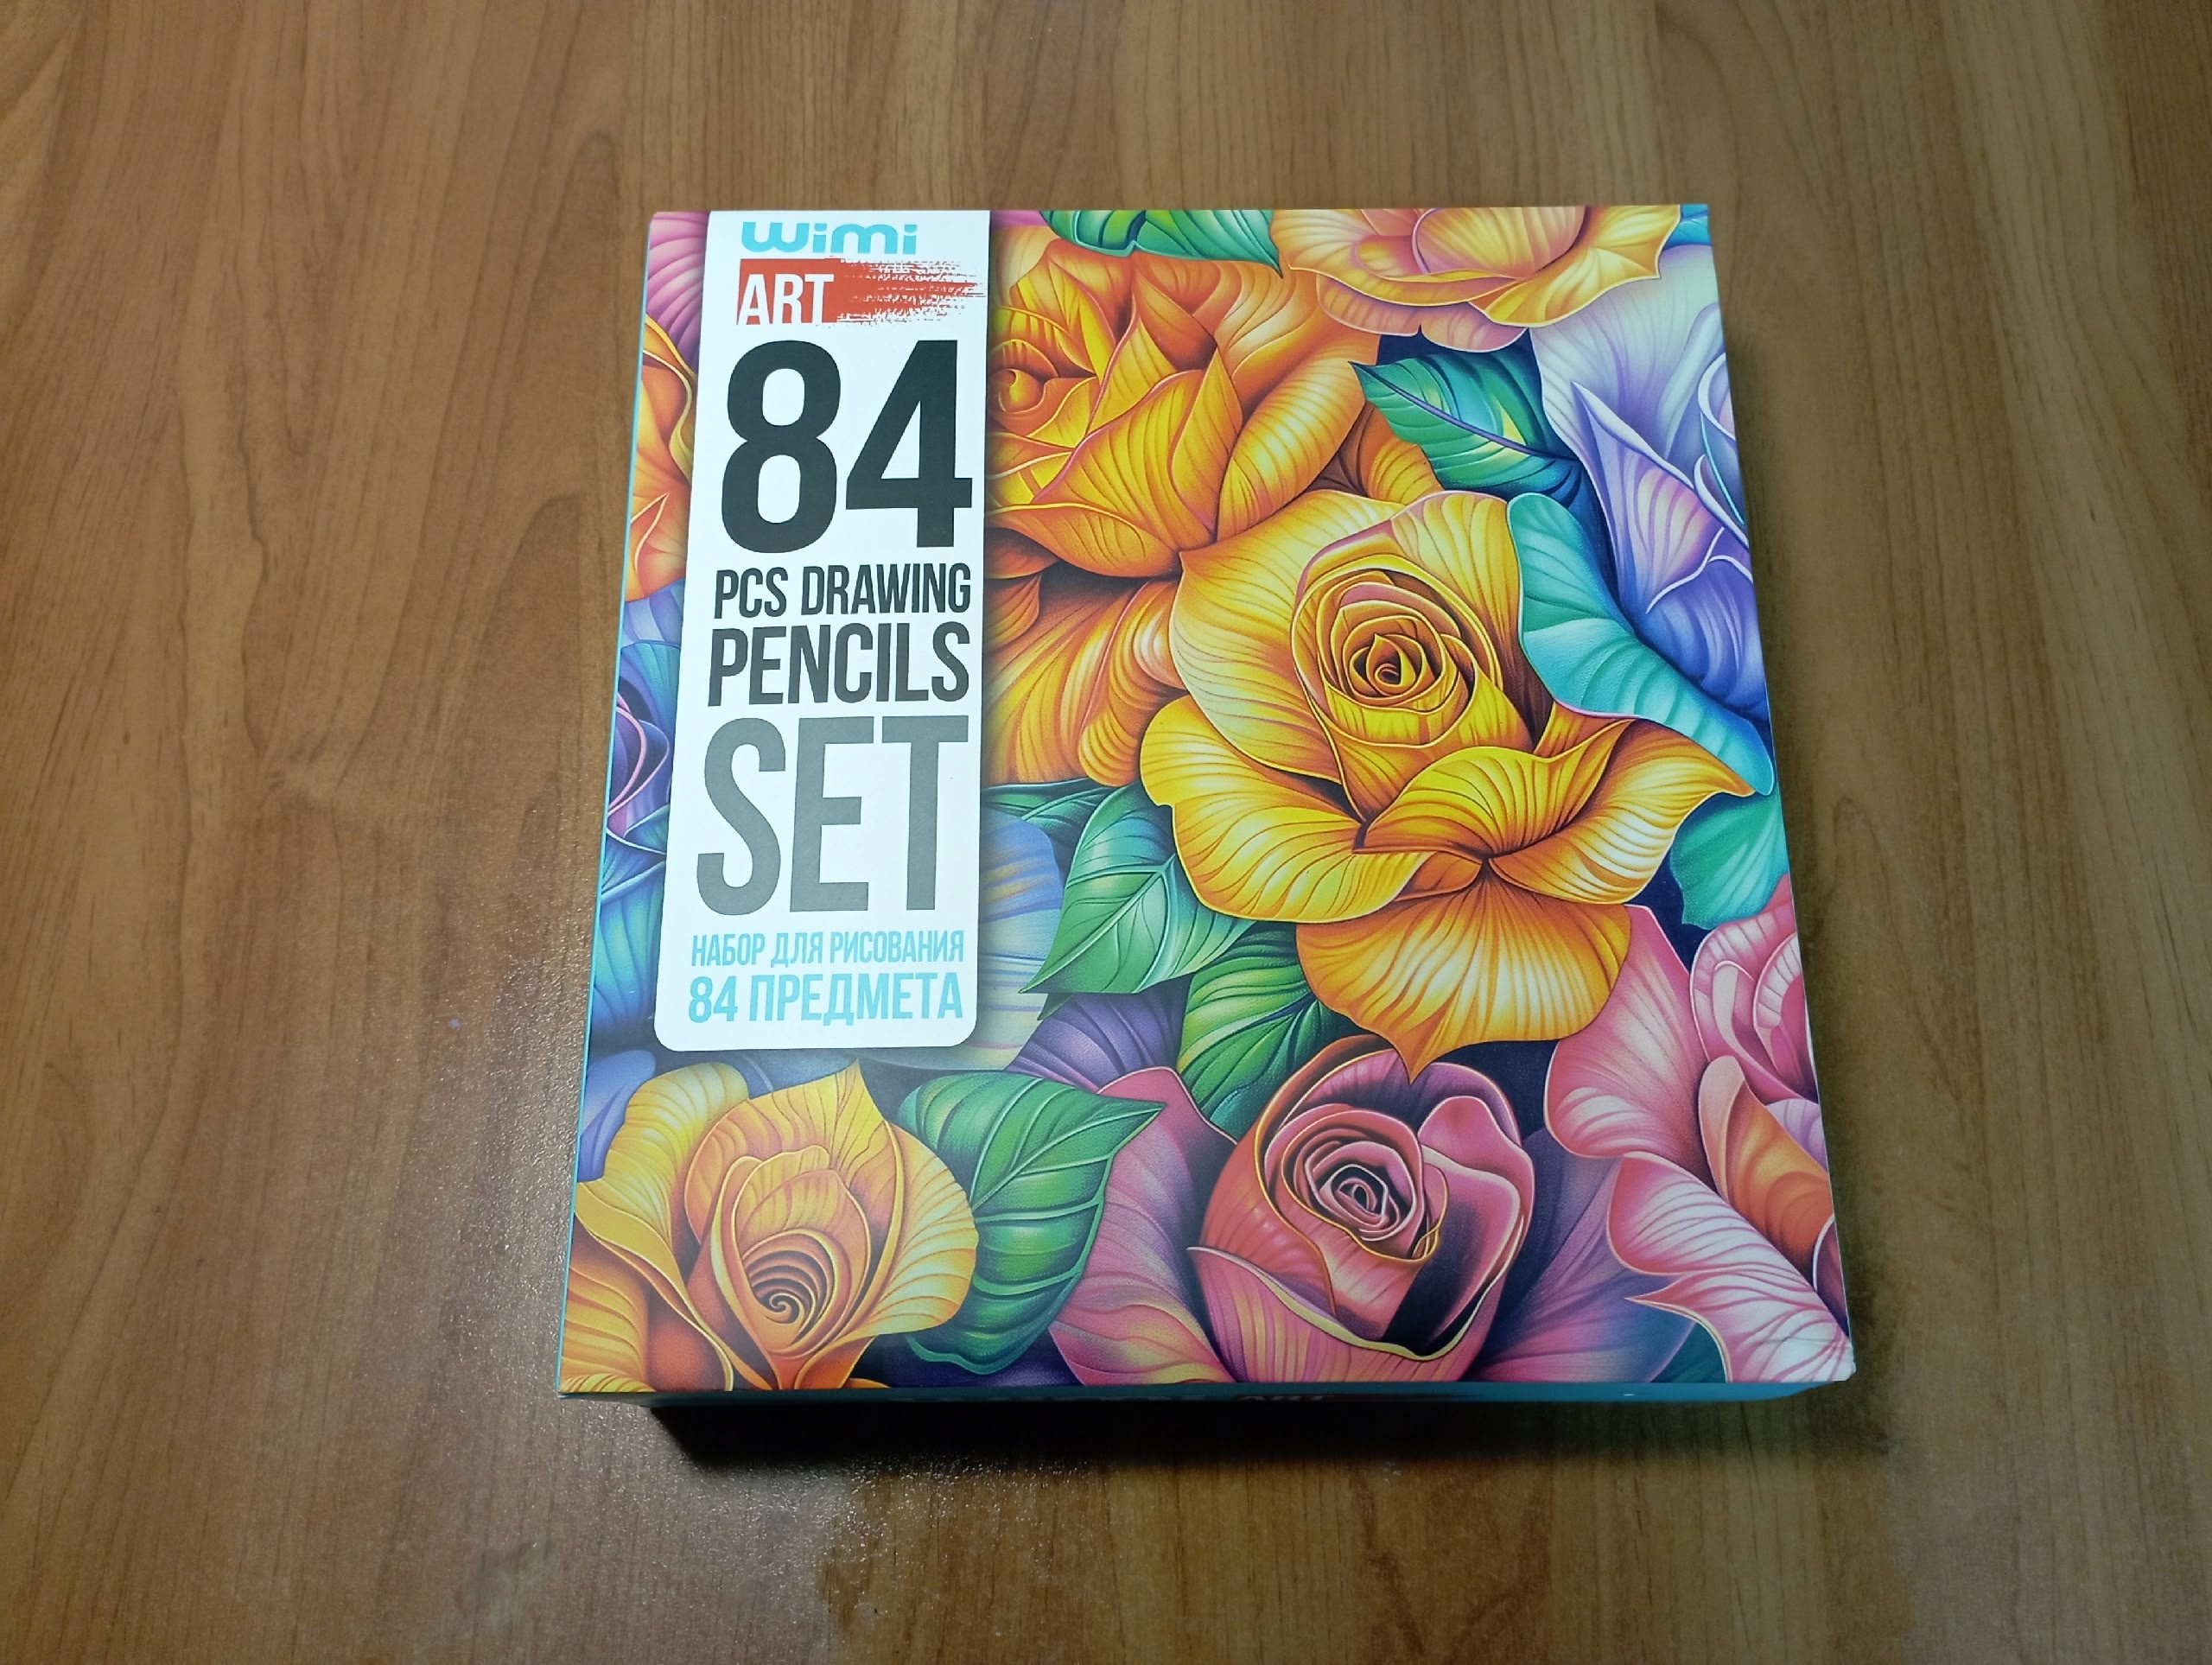 wimi
ART
84
PCS DRAWING
PENCILS
SET
НАБОР ДЛЯ РИСОВАНИЯ
84 ПРЕДМЕТА